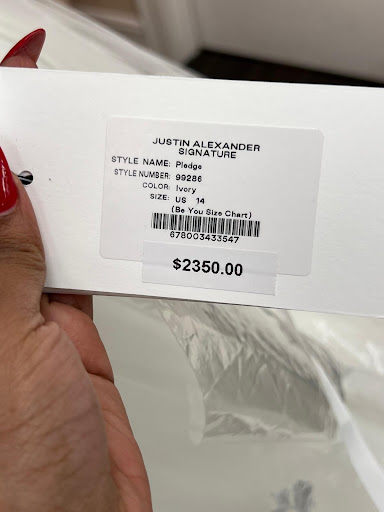 JUSTIN ALEXANDER
SIGNATURE
STYLE NAME: Pledge
STYLE NUMBER: 99286
COLOR: Ivory
SIZE: US 14
(Be You Size Chart)
678003433547
$2350.00